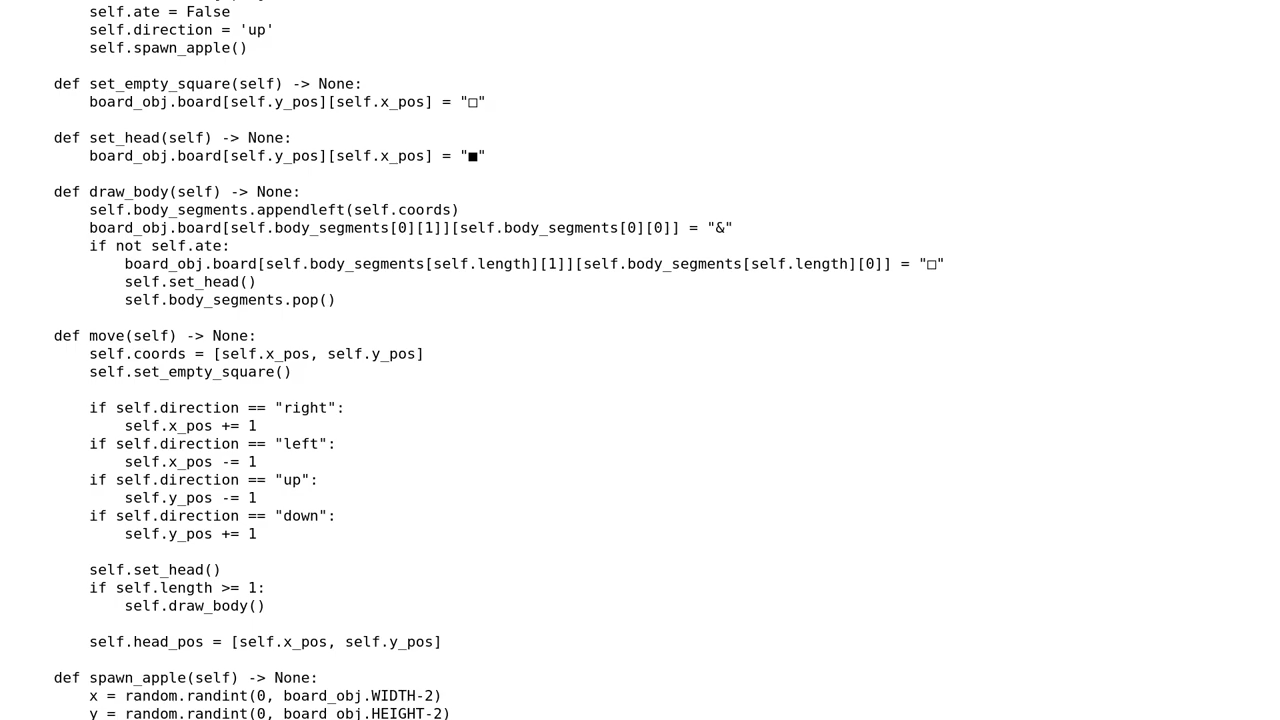 self.ate = False
self.direction = 'up'
self.spawn_apple()
def set_empty_square(self) -> None:
board_obj.board[self.y_pos][self.x_pos] = "□"
def set_head(self) -> None:
board_obj.board[self.y_pos][self.x_pos] = "■"
def draw_body(self) -> None:
self.body_segments.appendleft(self.coords)
board_obj.board[self.body_segments[0][1]][self.body_segments[0][0]] = "&"
if not self.ate:
board_obj.board[self.body_segments[self.length][1]][self.body_segments[self.length][0]] = "□"
self.set_head()
self.body_segments.pop()
def move(self) -> None:
self.coords = [self.x_pos, self.y_pos]
self.set_empty_square()
if self.direction == "right":
self.x_pos += 1
if self.direction == "left":
self.x_pos -= 1
if self.direction == "up":
self.y_pos -= 1
if self.direction == "down":
self.y_pos += 1
self.set_head()
if self.length >= 1:
self.draw_body()
self.head_pos = [self.x_pos, self.y_pos]
def spawn_apple(self) -> None:
x = random.randint(0, board_obj.WIDTH-2)
y = random.randint(0, board_obj.HEIGHT-2)